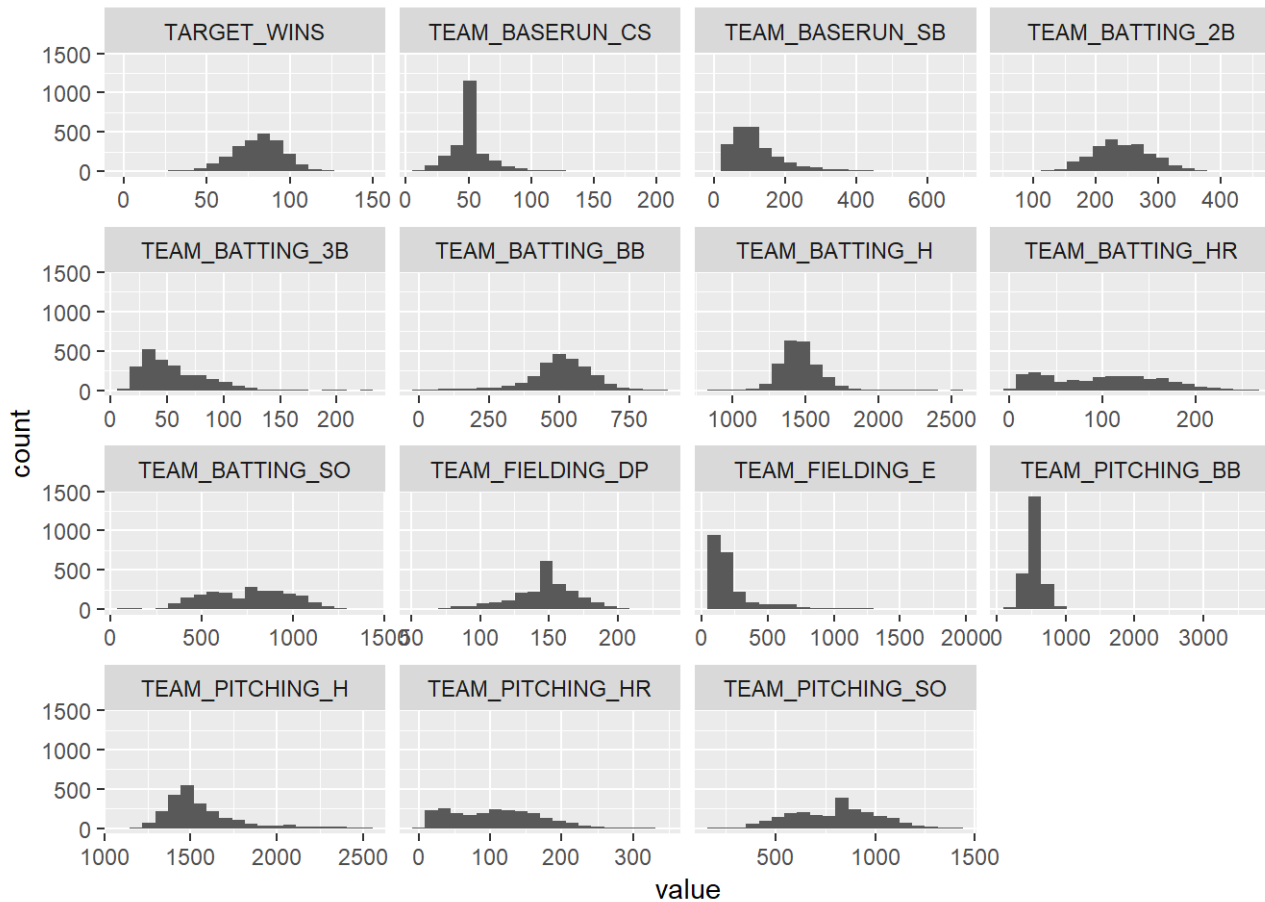 TARGET_WINS TEAM_BASERUN_CS TEAM_BASERUN_SB TEAM_BATTING_2B
1500
1000
500
0
0 50 100 150 0 50 100 150 200 0 200 400 600 100 200 300 400
TEAM_BATTING_3B TEAM_BATTING_BB TEAM_BATTING_H TEAM_BATTING_HR
1500
1000
500
0
0 50 100 150 200 0 250 500 750 1000 1500 2000 2500 0 100 200
count
TEAM_BATTING_SO TEAM_FIELDING_DP TEAM_FIELDING_E TEAM_PITCHING_BB
1500
1000
500
0
0 500 1000 1500 50 100 150 200 0 500 1000 1500 2000 0 1000 2000 3000
TEAM_PITCHING_H TEAM_PITCHING_HR TEAM_PITCHING_SO
1500
1000
500
0
1000 1500 2000 2500 0 100 200 300 500 1000 1500
value